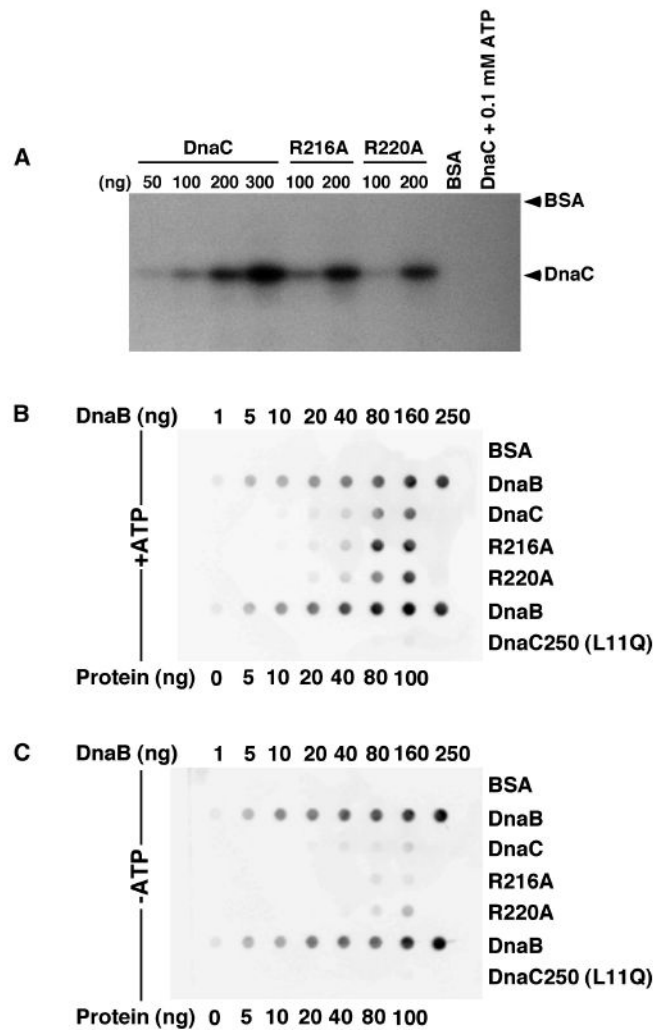 A
DnaC R216A R220A BSA DnaC + 0.1 mM ATP
(ng) 50 100 200 300 100 200 100 200
BSA
DnaC
B
DnaB (ng) 1 5 10 20 40 80 160 250
+ATP
BSA
DnaB
DnaC
R216A
R220A
DnaB
DnaC250 (L11Q)
Protein (ng) 0 5 10 20 40 80 100
C
DnaB (ng) 1 5 10 20 40 80 160 250
-ATP
BSA
DnaB
DnaC
R216A
R220A
DnaB
DnaC250 (L11Q)
Protein (ng) 0 5 10 20 40 80 100